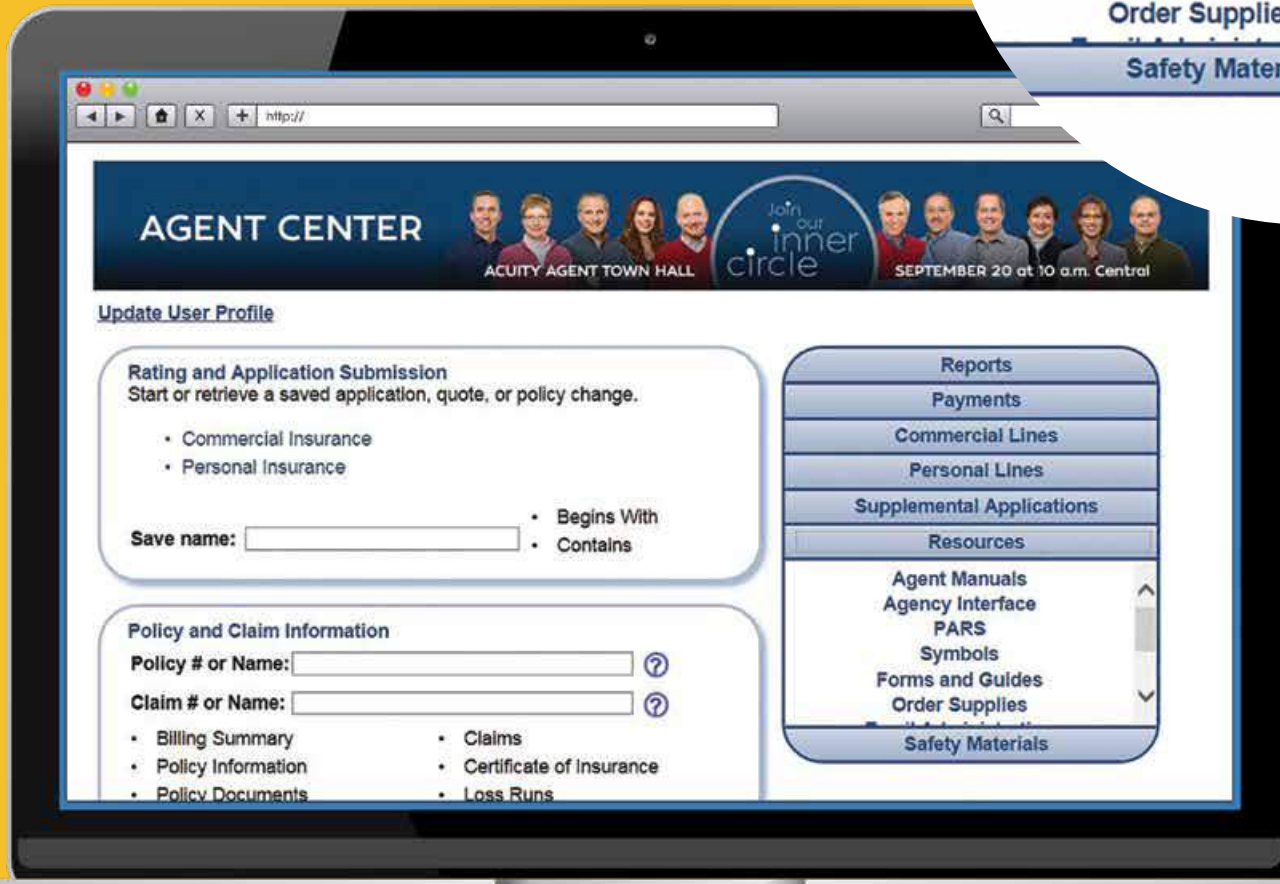 Order Supplie
Safety Mater
http://
AGENT CENTER
Join
our
inner
circle
ACUITY AGENT TOWN HALL
SEPTEMBER 20 at 10 a.m. Central
Update User Profile
Rating and Application Submission
Start or retrieve a saved application, quote, or policy change.
• Commercial Insurance
• Personal Insurance
Save name:
• Begins With
• Contains
Policy and Claim Information
Policy # or Name:
Claim # or Name:
• Billing Summary
• Policy Information
• Policy Documents
• Claims
• Certificate of Insurance
• Loss Runs
Reports
Payments
Commercial Lines
Personal Lines
Supplemental Applications
Resources
Agent Manuals
Agency Interface
PARS
Symbols
Forms and Guides
Order Supplies
Safety Materials